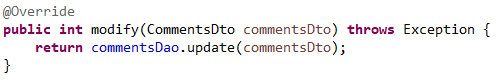 @Override
public int modify(CommentsDto commentsDto) throws Exception {
    return commentsDao.update(commentsDto);
}